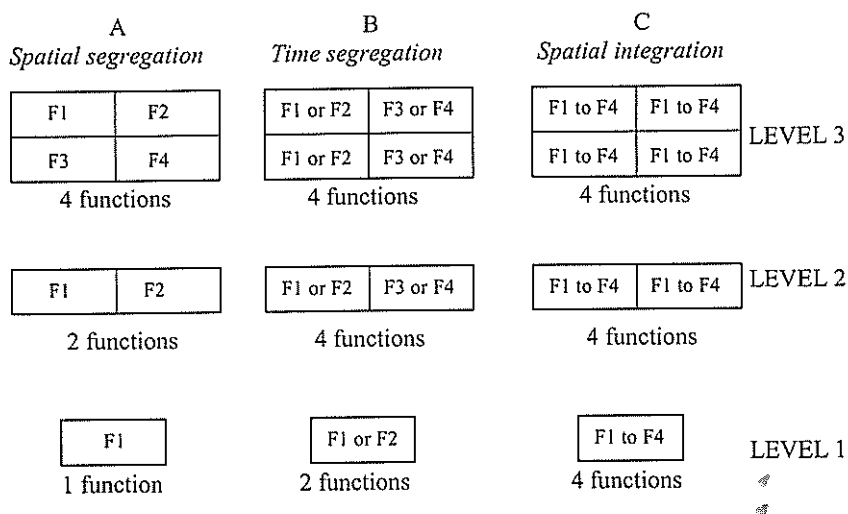 A B C
Spatial segregation Time segregation Spatial integration
F1 F2 F1 or F2 F3 or F4 F1 to F4 F1 to F4
LEVEL 3
F3 F4 F1 or F2 F3 or F4 F1 to F4 F1 to F4
4 functions 4 functions 4 functions
F1 F2 F1 or F2 F3 or F4 F1 to F4 F1 to F4 LEVEL 2
2 functions 4 functions 4 functions
F1 F1 or F2 F1 to F4 LEVEL 1
1 function 2 functions 4 functions